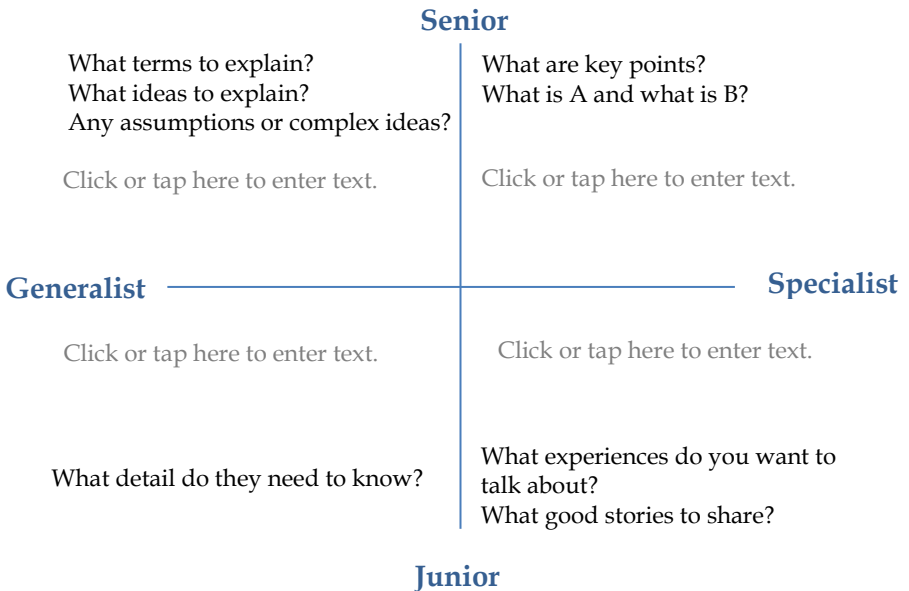 Senior
What terms to explain?
What ideas to explain?
Any assumptions or complex ideas?
Click or tap here to enter text.
What are key points?
What is A and what is B?
Click or tap here to enter text.
Generalist
Specialist
Click or tap here to enter text.
What detail do they need to know?
Click or tap here to enter text.
What experiences do you want to
talk about?
What good stories to share?
Junior